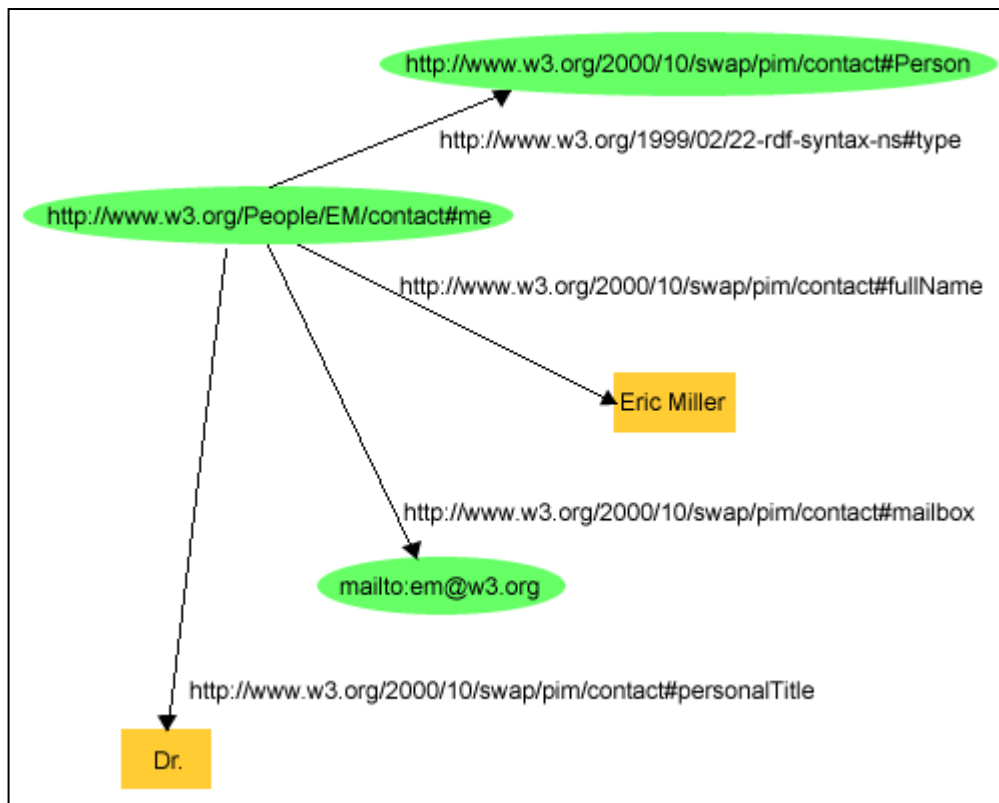 http://www.w3.org/2000/10/swap/pim/contact#Person
http://www.w3.org/1999/02/22-rdf-syntax-ns#type
http://www.w3.org/People/EM/contact#me
http://www.w3.org/2000/10/swap/pim/contact#fullName
Eric Miller
http://www.w3.org/2000/10/swap/pim/contact#mailbox
mailto:em@w3.org
http://www.w3.org/2000/10/swap/pim/contact#personalTitle
Dr.